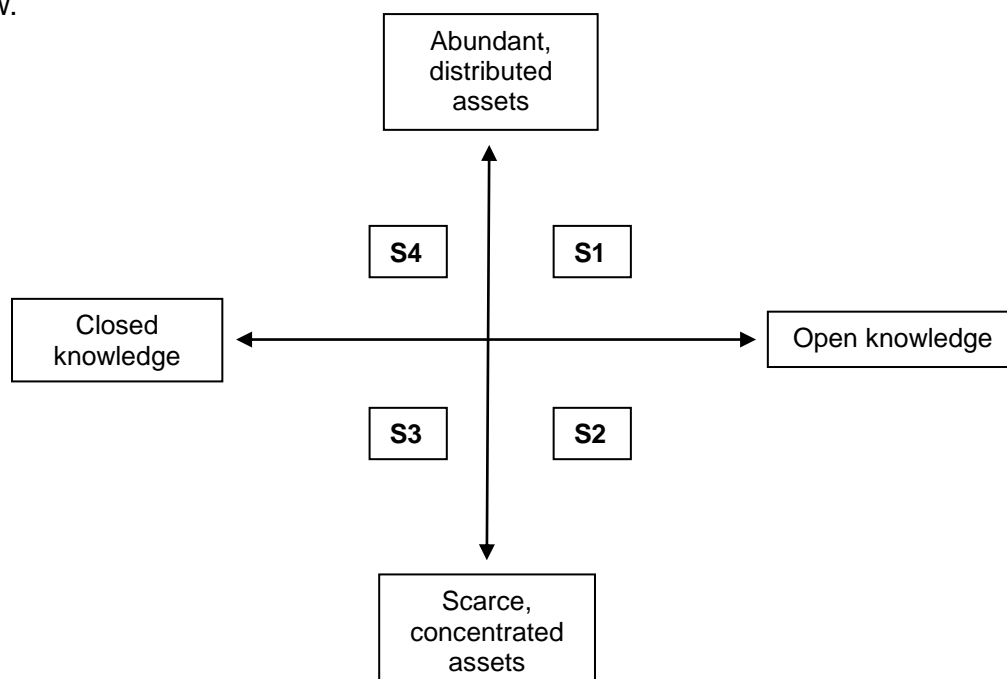 w.
Abundant,
distributed
assets
S4
S1
Closed
knowledge
Open knowledge
S3
S2
Scarce,
concentrated
assets